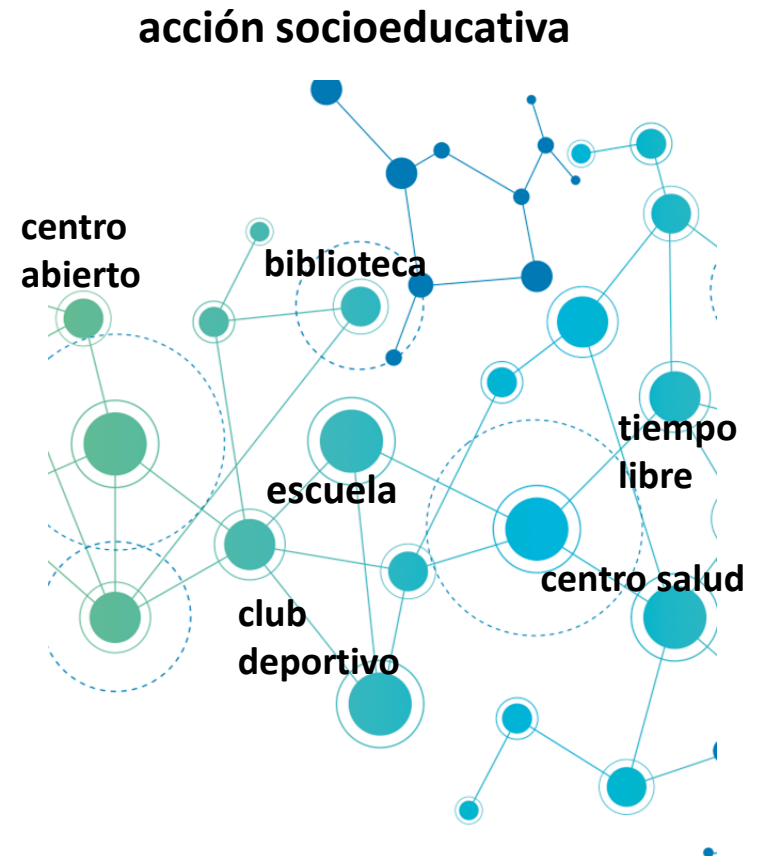 acción socioeducativa
centro
abierto
biblioteca
tiempo
libre
escuela
centro salud
club
deportivo